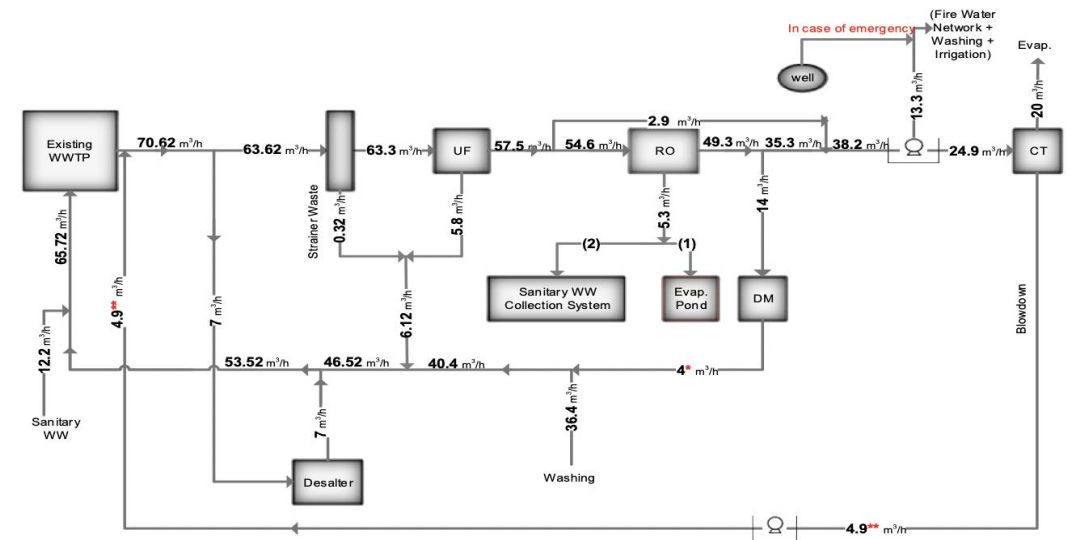 (Fire Water
Network +
Washing +
Irrigation)
In case of emergency
Evap.
well
13.3 m³/h
20 m³/h
Existing
WWTP
70.62 m³/h
63.62 m³/h
63.3 m³/h
UF
57.5 m³/h
2.9 m³/h
54.6 m³/h
RO
49.3 m³/h
35.3 m³/h
38.2 m³/h
24.9 m³/h
CT
65.72 m³/h
4.9** m³/h
7 m³/h
Strainer Waste
0.32 m³/h
5.8 m³/h
5.3 m³/h
14 m³/h
(2)
(1)
Sanitary WW
Collection System
Evap.
Pond
DM
6.12 m³/h
Blowdown
12.2 m³/h
53.52 m³/h
46.52 m³/h
40.4 m³/h
4* m³/h
Sanitary
WW
7 m³/h
36.4 m³/h
Washing
Desalter
4.9** m³/h